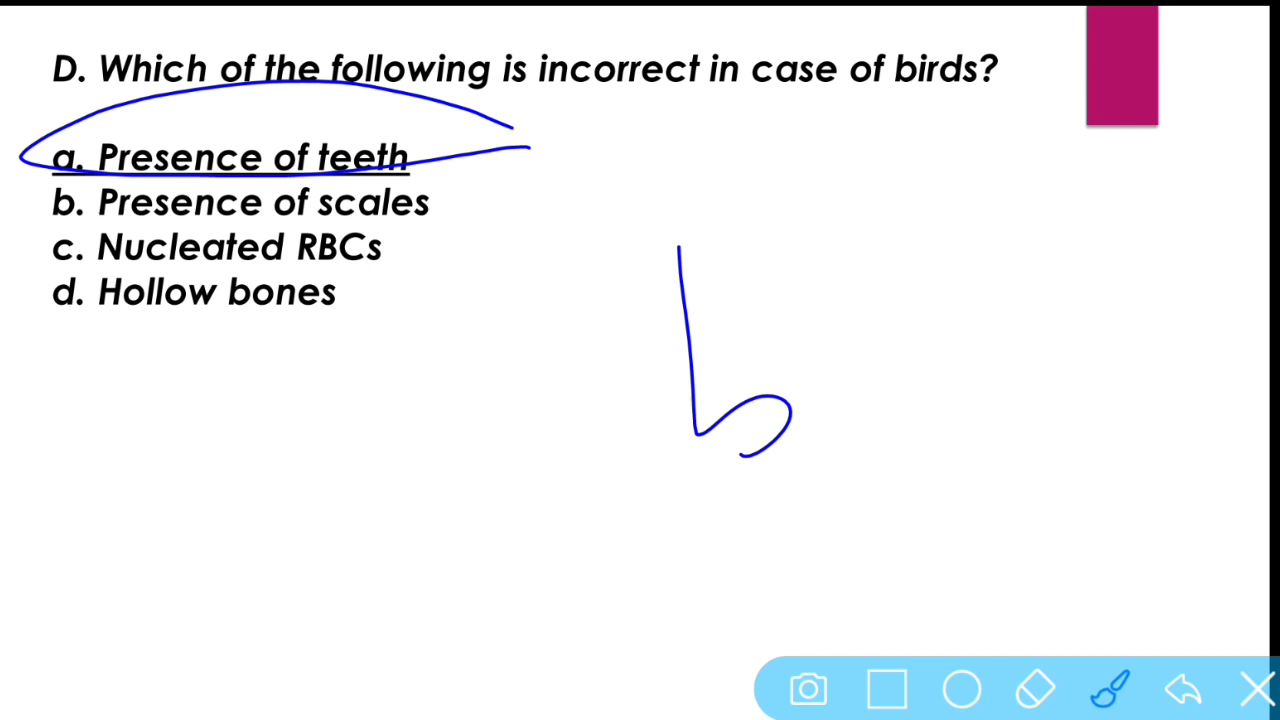 D. Which of the following is incorrect in case of birds?
a. Presence of teeth
b. Presence of scales
c. Nucleated RBCs
d. Hollow bones